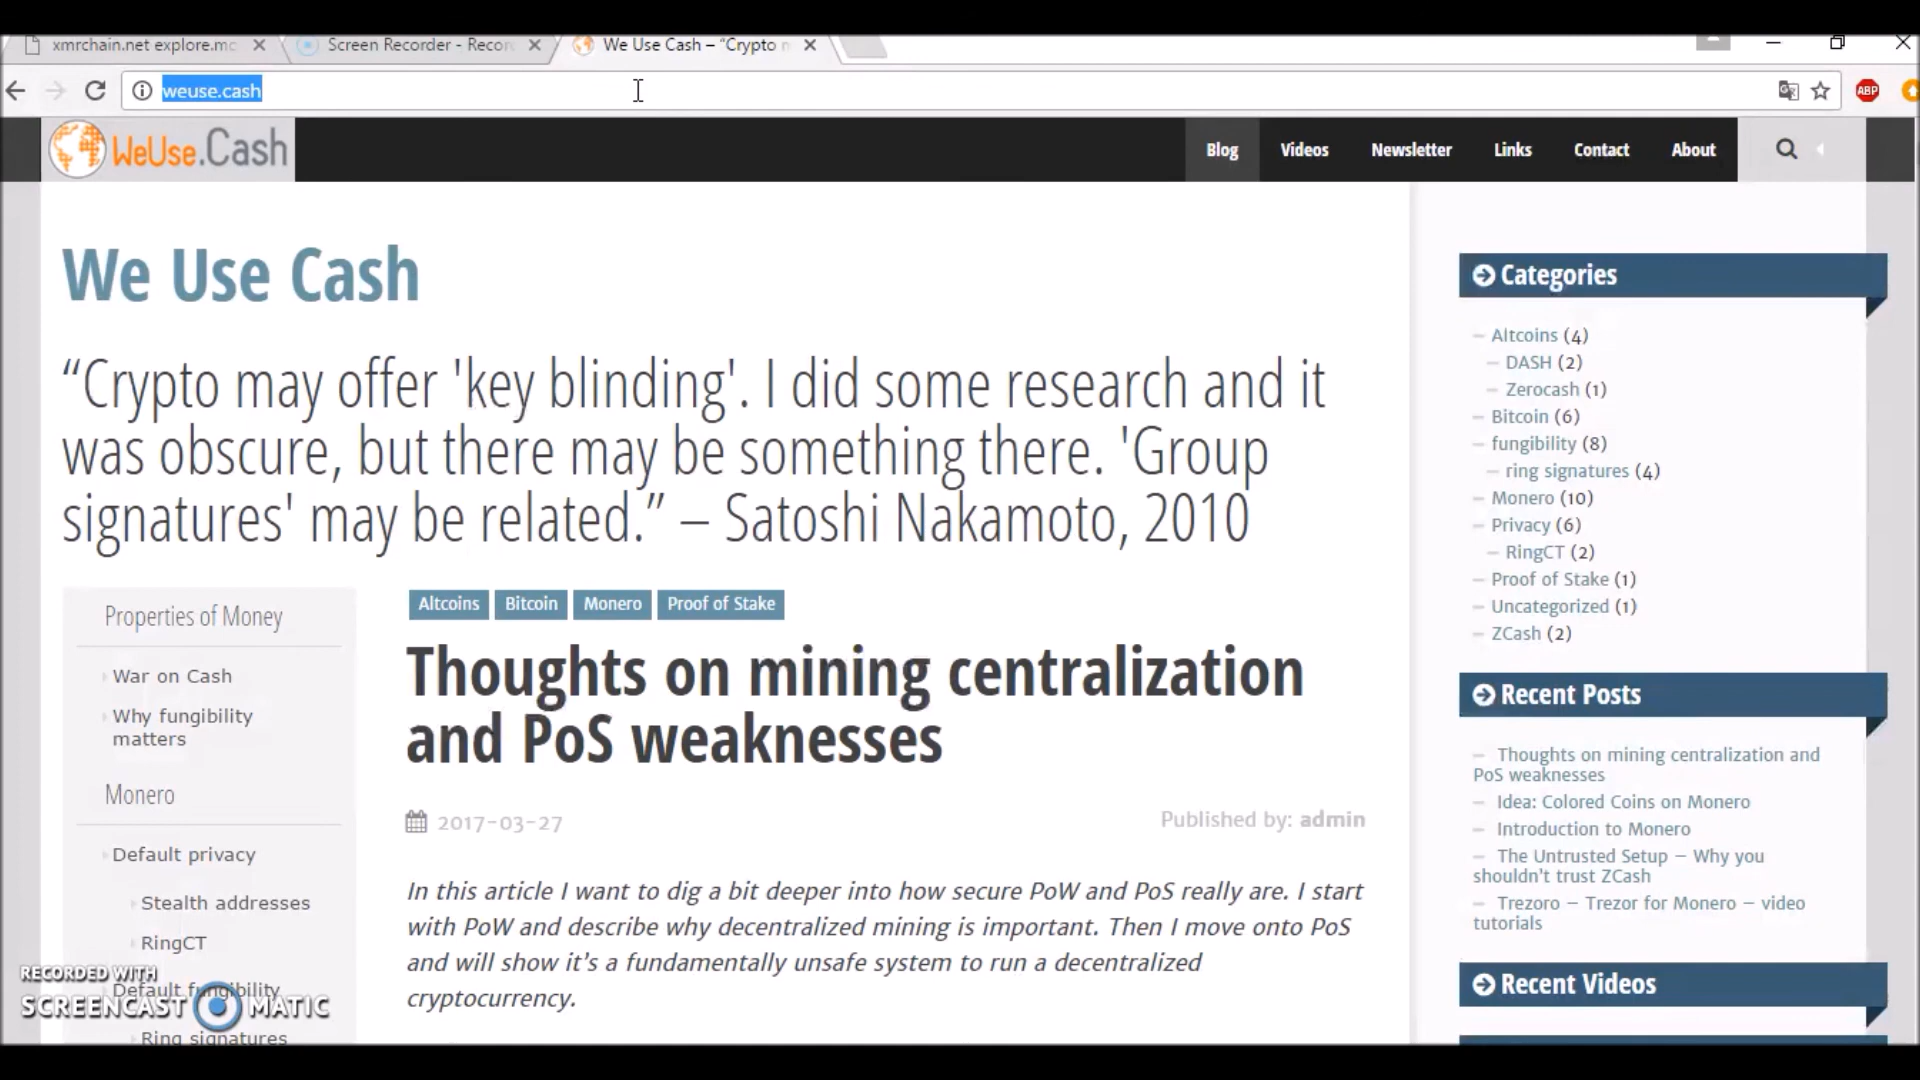 xmrchain.net explore.mc
Screen Recorder - Recor
We Use Cash – “Crypto
weuse.cash
ABP
WeUse.Cash
Blog
Videos
Newsletter
Links
Contact
About
We Use Cash
“Crypto may offer 'key blinding'. I did some research and it
was obscure, but there may be something there. 'Group
signatures' may be related.” – Satoshi Nakamoto, 2010
Properties of Money
War on Cash
Why fungibility
matters
Monero
Default privacy
Stealth addresses
RingCT
Default fungibility
Ring signatures
Altcoins
Bitcoin
Monero
Proof of Stake
Thoughts on mining centralization
and PoS weaknesses
2017-03-27
Published by: admin
In this article I want to dig a bit deeper into how secure PoW and PoS really are. I start
with PoW and describe why decentralized mining is important. Then I move onto PoS
and will show it’s a fundamentally unsafe system to run a decentralized
cryptocurrency.
Categories
– Altcoins (4)
– DASH (2)
– Zerocash (1)
– Bitcoin (6)
– fungibility (8)
– ring signatures (4)
– Monero (10)
– Privacy (6)
– RingCT (2)
– Proof of Stake (1)
– Uncategorized (1)
– ZCash (2)
Recent Posts
– Thoughts on mining centralization and
PoS weaknesses
– Idea: Colored Coins on Monero
– Introduction to Monero
– The Untrusted Setup – Why you
shouldn’t trust ZCash
– Trezoro – Trezor for Monero – video
tutorials
Recent Videos
RECORDED WITH
SCREENCAST MATIC